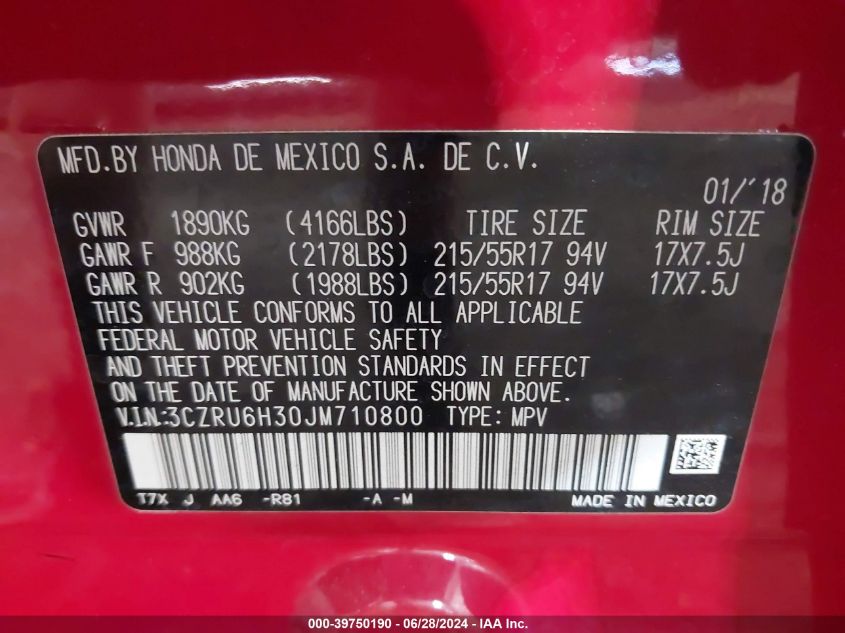 MFD.BY HONDA DE MEXICO S.A. DE C.V.
01/'18
GVWR 1890KG (4166LBS) TIRE SIZE RIM SIZE
GAWR F 988KG (2178LBS) 215/55R17 94V 17X7.5J
GAWR R 902KG (1988LBS) 215/55R17 94V 17X7.5J
THIS VEHICLE CONFORMS TO ALL APPLICABLE
FEDERAL MOTOR VEHICLE SAFETY
AND THEFT PREVENTION STANDARDS IN EFFECT
ON THE DATE OF MANUFACTURE SHOWN ABOVE.
V.I.N.:3CZRU6H30JM710800 TYPE: MPV
T7X J AA6 -R81 -A -M MADE IN MEXICO
000-39750190 - 06/28/2024 - IAA Inc.